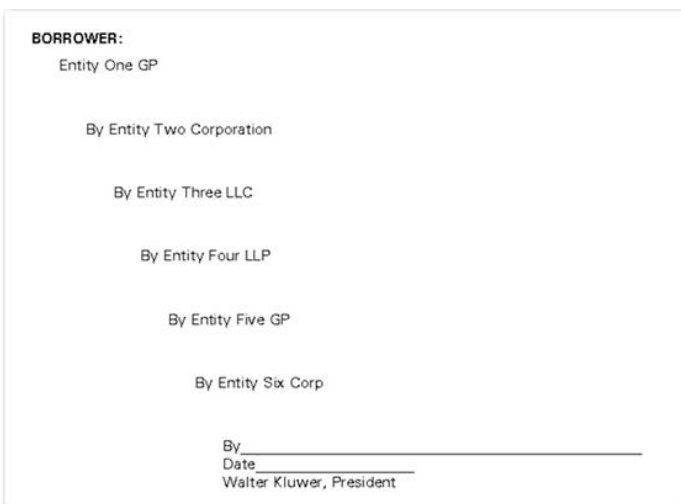 BORROWER:
Entity One GP
By Entity Two Corporation
By Entity Three LLC
By Entity Four LLP
By Entity Five GP
By Entity Six Corp
By
Date
Walter Kluwer, President